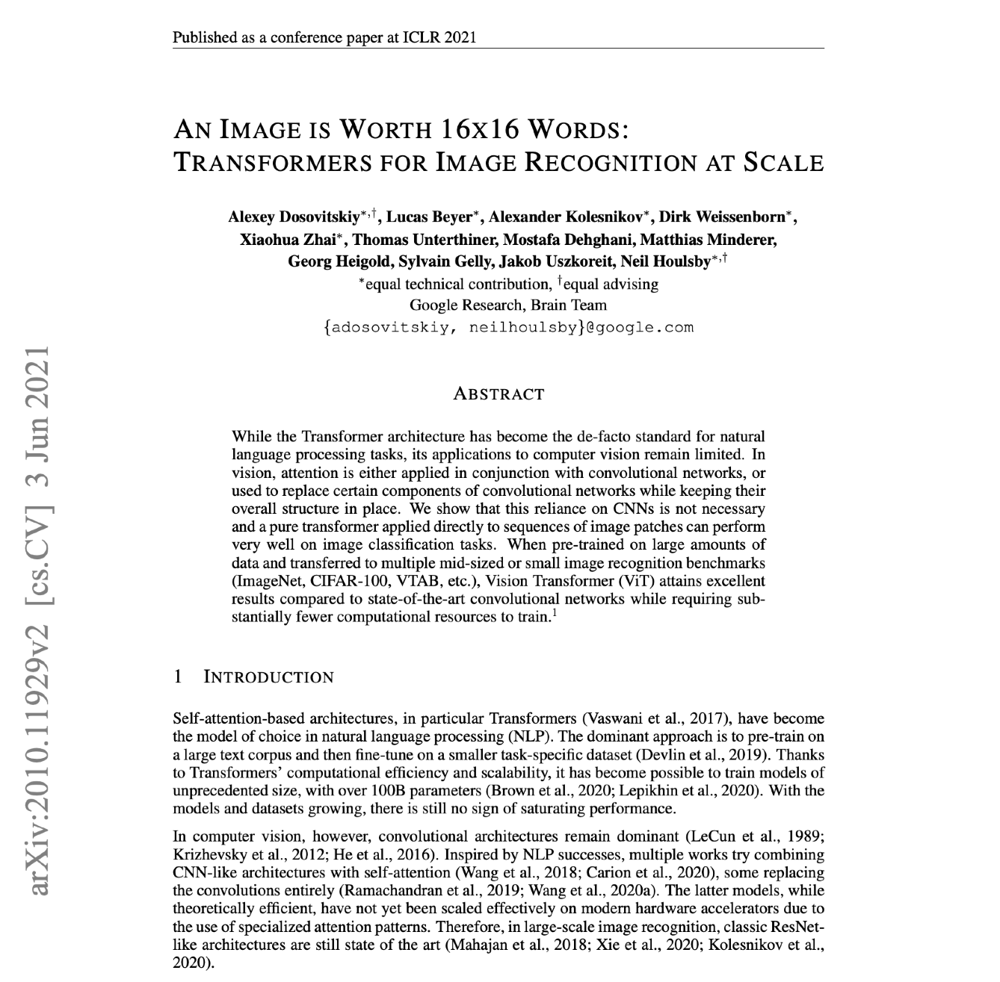 Published as a conference paper at ICLR 2021
AN IMAGE IS WORTH 16X16 WORDS:
TRANSFORMERS FOR IMAGE RECOGNITION AT SCALE
Alexey Dosovitskiy*,†, Lucas Beyer*, Alexander Kolesnikov*, Dirk Weissenborn*,
Xiaohua Zhai*, Thomas Unterthiner, Mostafa Dehghani, Matthias Minderer,
Georg Heigold, Sylvain Gelly, Jakob Uszkoreit, Neil Houlsby*,†
*equal technical contribution, †equal advising
Google Research, Brain Team
{adosovitskiy, neilhoulsby}@google.com
ABSTRACT
While the Transformer architecture has become the de-facto standard for natural
language processing tasks, its applications to computer vision remain limited. In
vision, attention is either applied in conjunction with convolutional networks, or
used to replace certain components of convolutional networks while keeping their
overall structure in place. We show that this reliance on CNNs is not necessary
and a pure transformer applied directly to sequences of image patches can perform
very well on image classification tasks. When pre-trained on large amounts of
data and transferred to multiple mid-sized or small image recognition benchmarks
(ImageNet, CIFAR-100, VTAB, etc.), Vision Transformer (ViT) attains excellent
results compared to state-of-the-art convolutional networks while requiring sub-
stantially fewer computational resources to train.1
1 INTRODUCTION
Self-attention-based architectures, in particular Transformers (Vaswani et al., 2017), have become
the model of choice in natural language processing (NLP). The dominant approach is to pre-train on
a large text corpus and then fine-tune on a smaller task-specific dataset (Devlin et al., 2019). Thanks
to Transformers' computational efficiency and scalability, it has become possible to train models of
unprecedented size, with over 100B parameters (Brown et al., 2020; Lepikhin et al., 2020). With the
models and datasets growing, there is still no sign of saturating performance.
In computer vision, however, convolutional architectures remain dominant (LeCun et al., 1989;
Krizhevsky et al., 2012; He et al., 2016). Inspired by NLP successes, multiple works try combining
CNN-like architectures with self-attention (Wang et al., 2018; Carion et al., 2020), some replacing
the convolutions entirely (Ramachandran et al., 2019; Wang et al., 2020a). The latter models, while
theoretically efficient, have not yet been scaled effectively on modern hardware accelerators due to
the use of specialized attention patterns. Therefore, in large-scale image recognition, classic ResNet-
like architectures are still state of the art (Mahajan et al., 2018; Xie et al., 2020; Kolesnikov et al.,
2020).
arXiv:2010.11929v2 [cs.CV] 3 Jun 2021